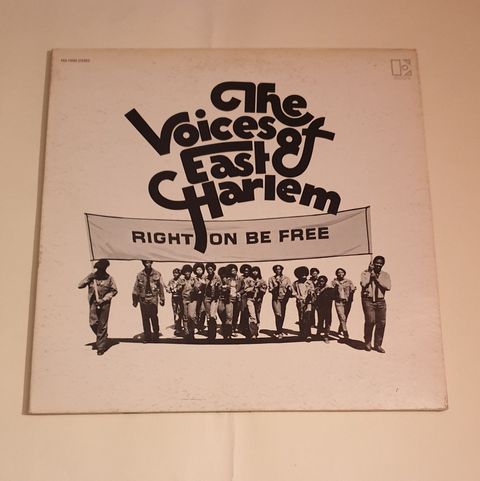 The
Voices of
East
Harlem
RIGHT ON BE FREE